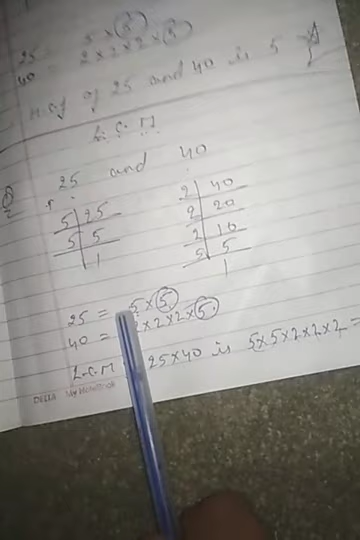 25 = 5 × 5
40 = 2 × 2 × 2 × 5
H.C.F of 25 and 40 is 5
L.C.M
25 and 40
5 | 25
5 | 5
1
2 | 40
2 | 20
2 | 10
5 | 5
1
25 = 5 × 5
40 = 2 × 2 × 2 × 5
L.C.M 25 × 40 is 5 × 5 × 2 × 2 × 2 =
DELTA